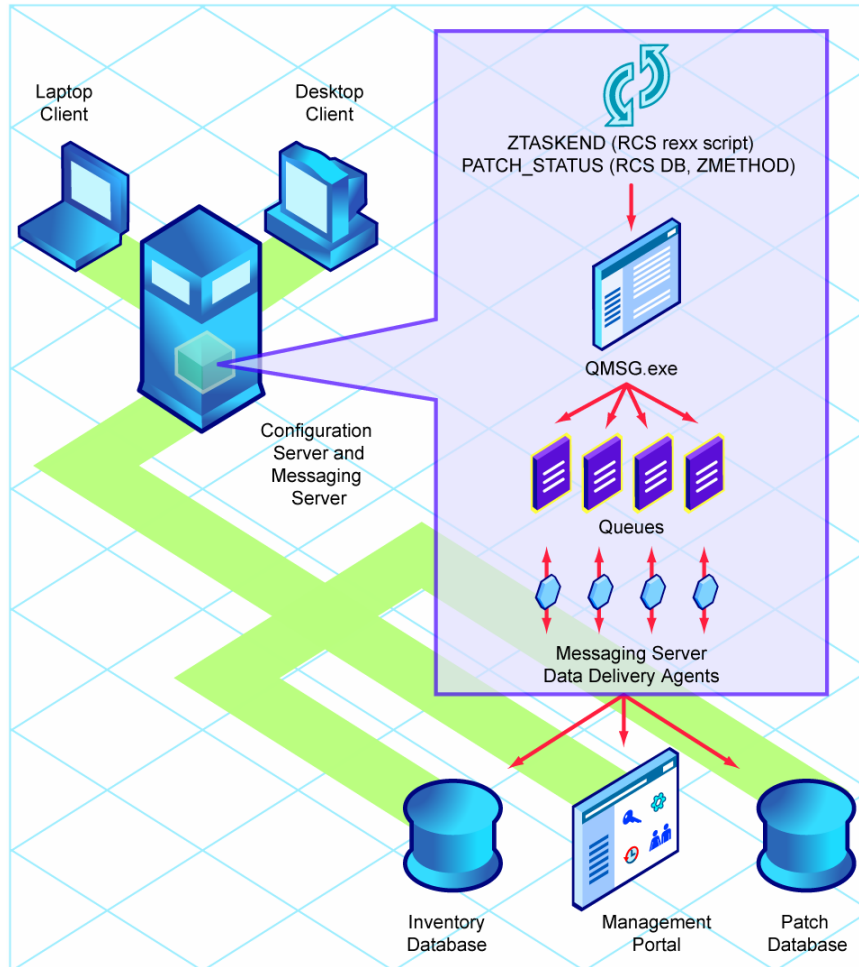 Laptop
Client
Desktop
Client
ZTASKEND (RCS rexx script)
PATCH_STATUS (RCS DB, ZMETHOD)
QMSG.exe
Configuration
Server and
Messaging
Server
Queues
Messaging Server
Data Delivery Agents
Inventory
Database
Management
Portal
Patch
Database